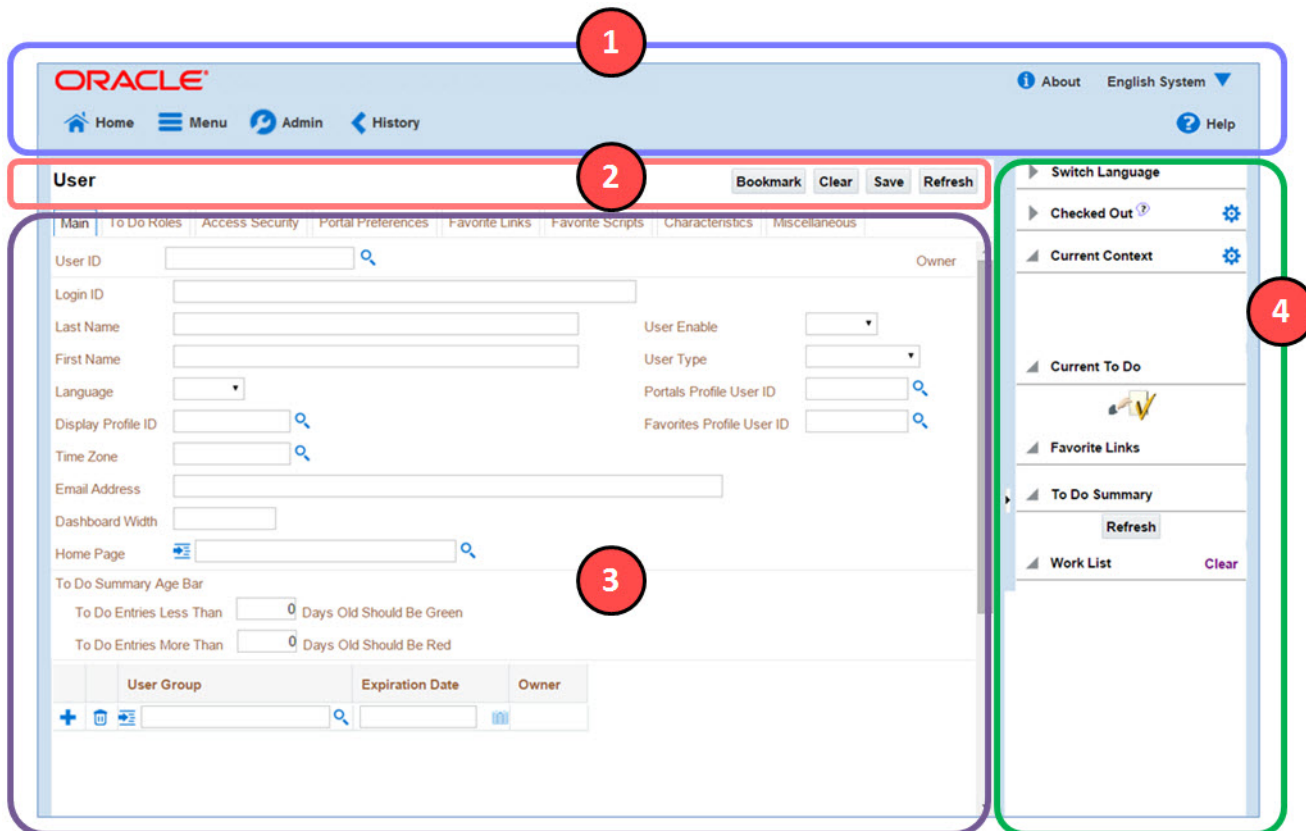 1
ORACLE
About English System
Home Menu Admin History Help
2
User Bookmark Clear Save Refresh
Main To Do Roles Access Security Portal Preferences Favorite Links Favorite Scripts Characteristics Miscellaneous
User ID Owner
Login ID
Last Name User Enable
First Name User Type
Language Portals Profile User ID
Display Profile ID Favorites Profile User ID
Time Zone
Email Address
Dashboard Width
Home Page
3
To Do Summary Age Bar
To Do Entries Less Than 0 Days Old Should Be Green
To Do Entries More Than 0 Days Old Should Be Red
User Group Expiration Date Owner
Switch Language
Checked Out
Current Context
4
Current To Do
Favorite Links
To Do Summary
Refresh
Work List Clear